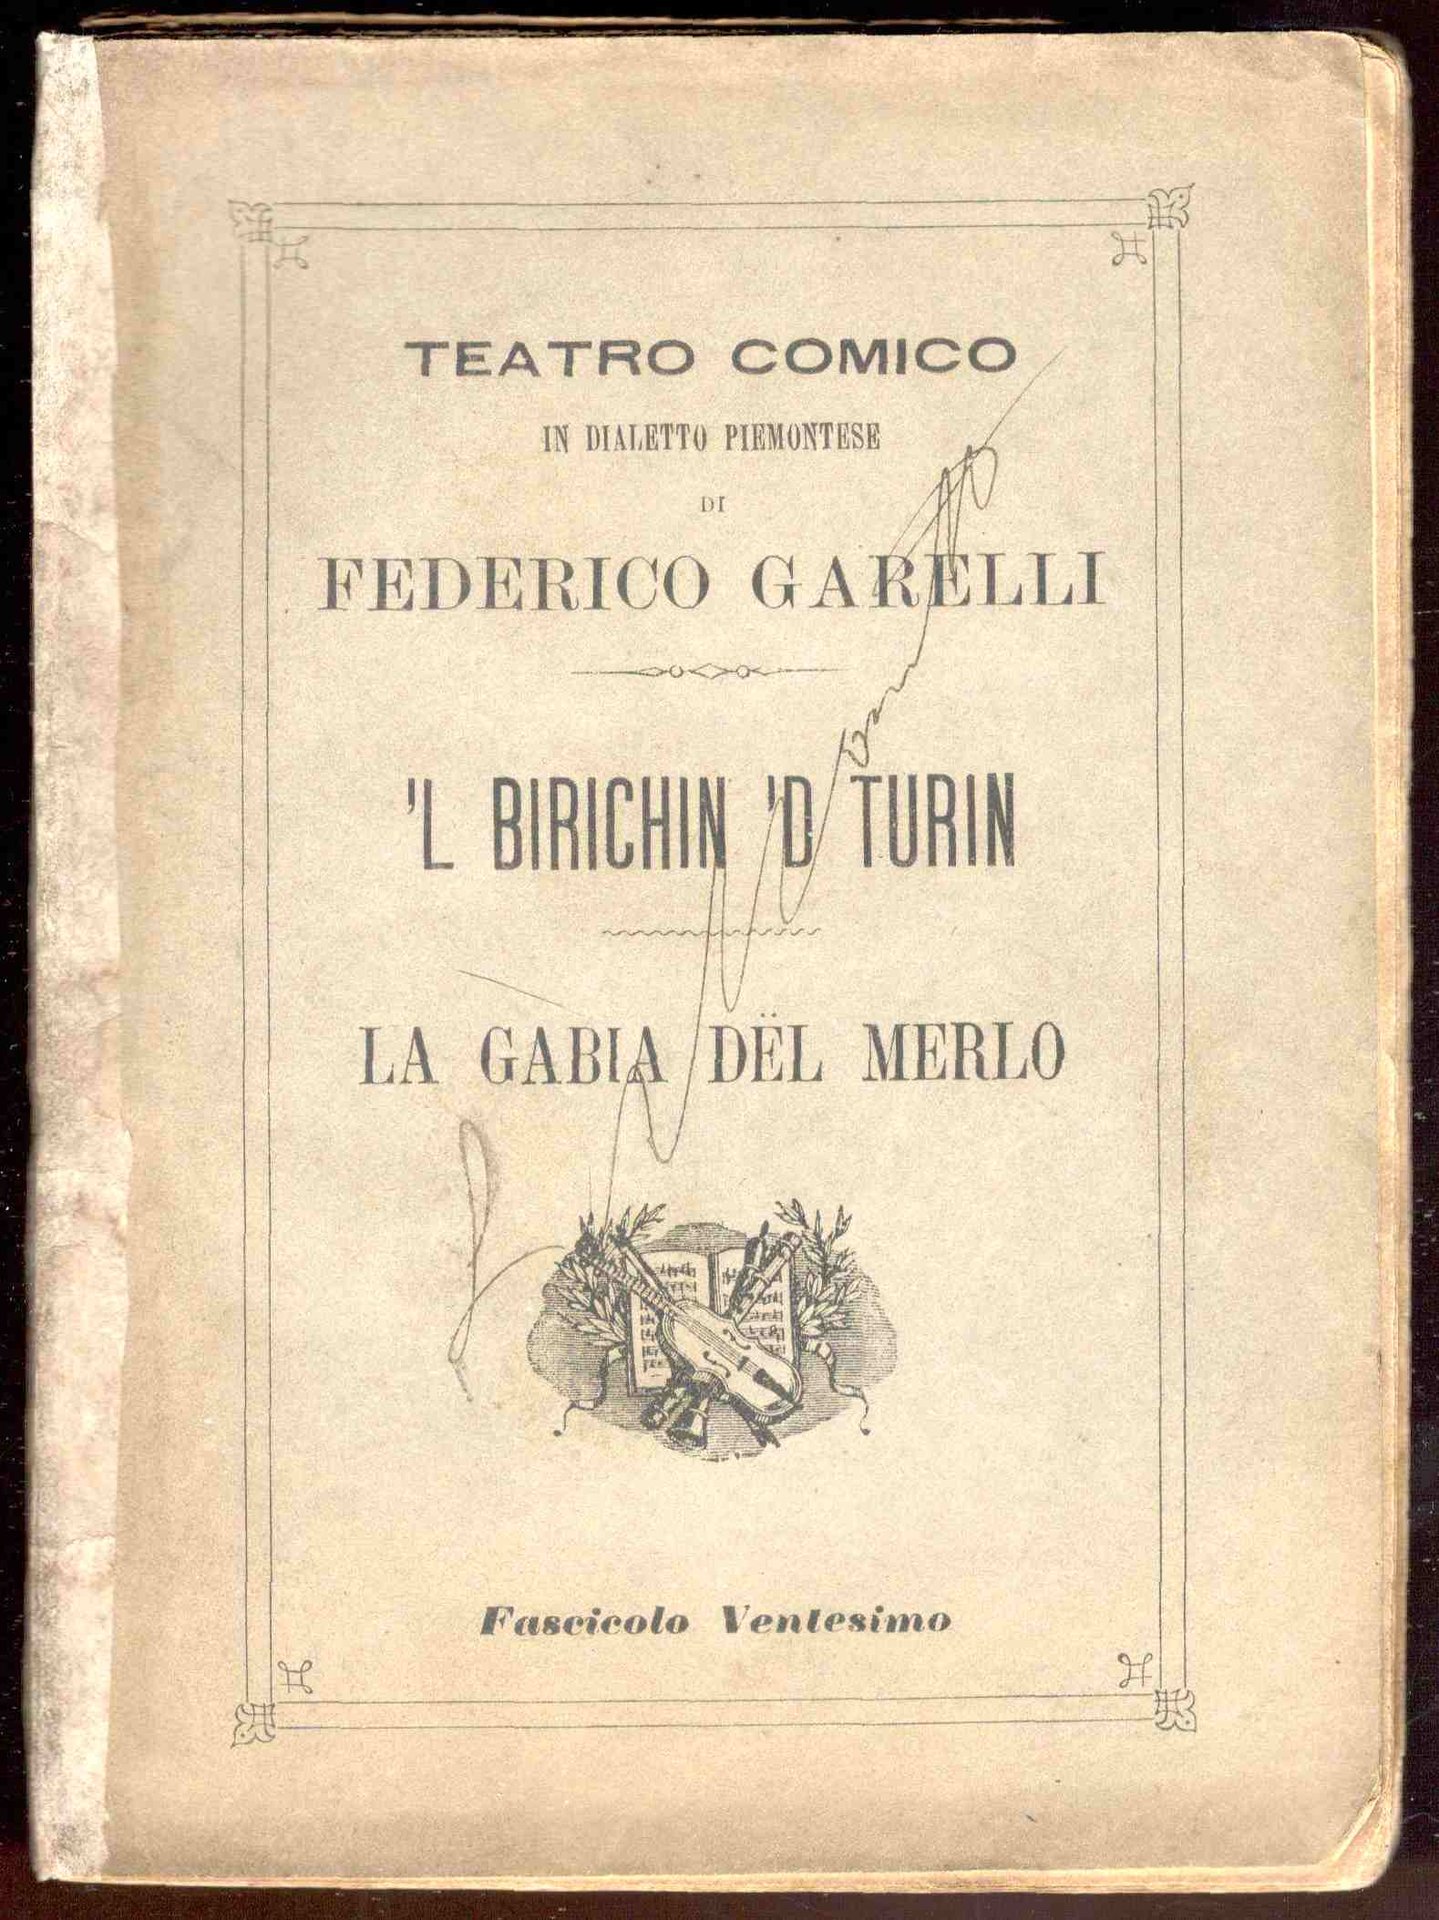 TEATRO COMICO
IN DIALETTO PIEMONTESE
DI
FEDERICO GARELLI
'L BIRICHIN 'D TURIN
LA GABIA DËL MERLO
Fascicolo Ventesimo